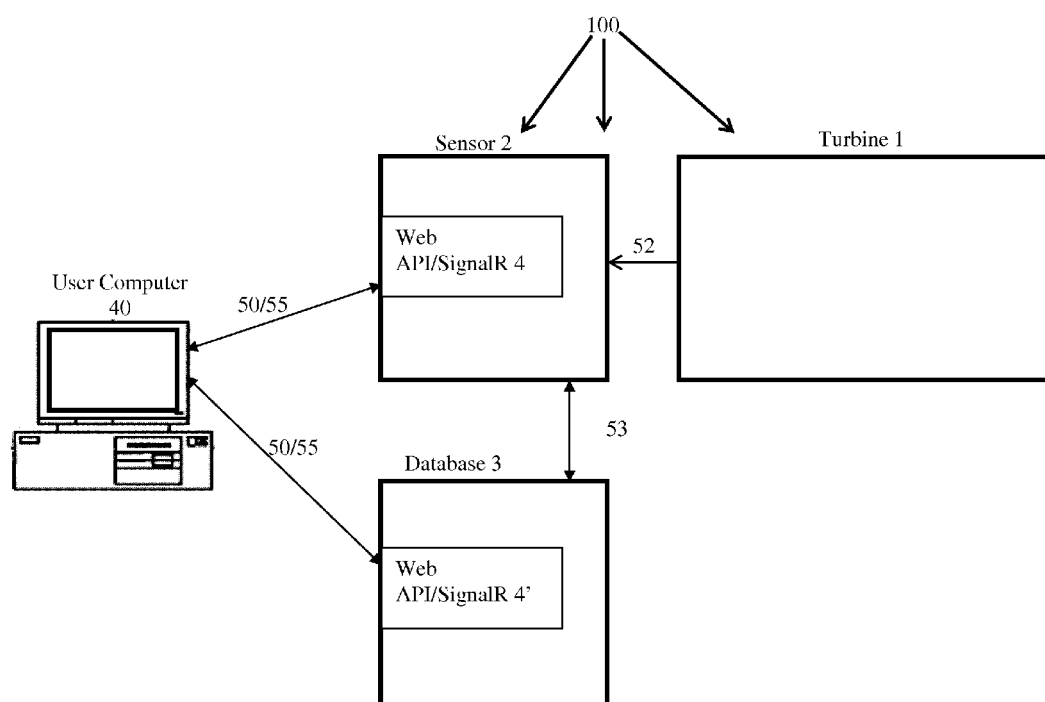 100
Sensor 2
Turbine 1
Web
API/SignalR 4
52
User Computer
40
50/55
53
50/55
Database 3
Web
API/SignalR 4’